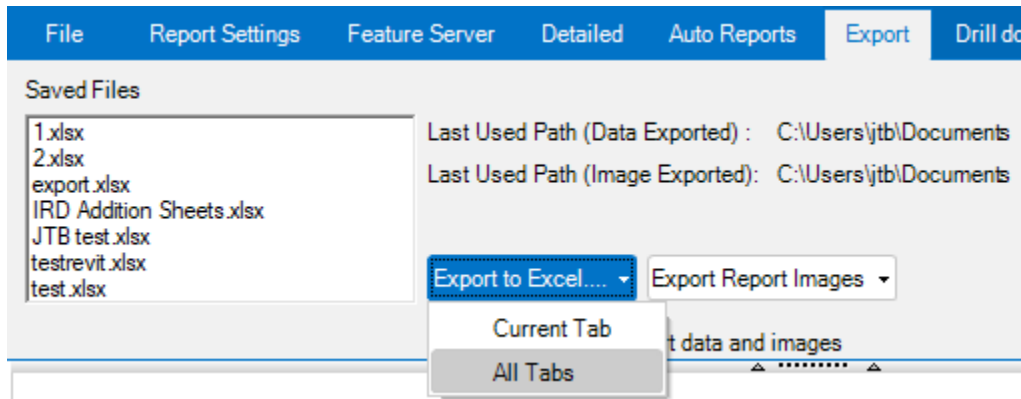 File Report Settings Feature Server Detailed Auto Reports Export Drill
Saved Files
1.xlsx
2.xlsx
export.xlsx
IRD Addition Sheets.xlsx
JTB test.xlsx
testrevit.xlsx
test.xlsx
Last Used Path (Data Exported) : C:\Users\jtb\Documents
Last Used Path (Image Exported): C:\Users\jtb\Documents
Export to Excel.... Export Report Images
Current Tab
All Tabs
data and images